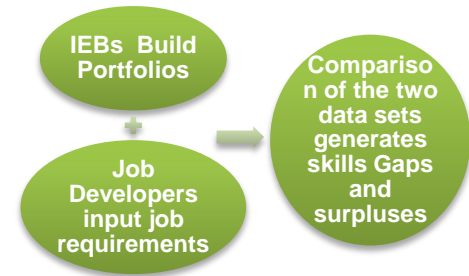 IEBs Build
Portfolios
+
Job
Developers
input job
requirements
Compariso
n of the two
data sets
generates
skills Gaps
and
surpluses